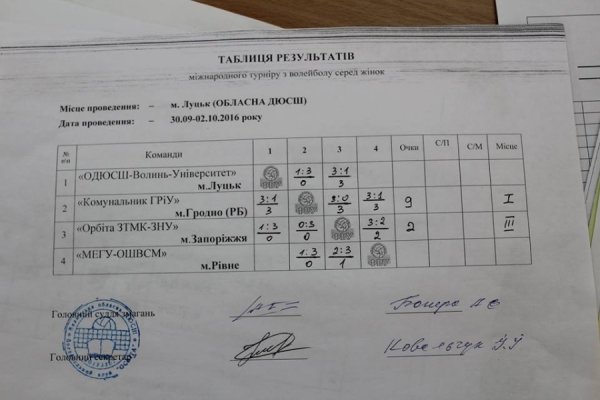 ТАБЛИЦЯ РЕЗУЛЬТАТІВ
міжнародного турніру з волейболу серед жінок
Місце проведення: – м. Луцьк (ОБЛАСНА ДЮСШ)
Дата проведення: – 30.09-02.10.2016 року
№ п/п Команди 1 2 3 4 Очки С/П С/М Місце
1 «ОДЮСШ-Волинь-Університет» м.Луцьк 1:3 0 3:1 3
2 «Комунальник ГРіУ» м.Гродно (РБ) 3:1 3 3:0 3 3:1 3 9 I
3 «Орбіта ЗТМК-ЗНУ» м.Запоріжжя 1:3 0 0:3 0 3:2 2 2 III
4 «МЕГУ-ОШВСМ» м.Рівне 1:3 0 2:3 1
Головний суддя змагань
Головний секретар Ковальчук